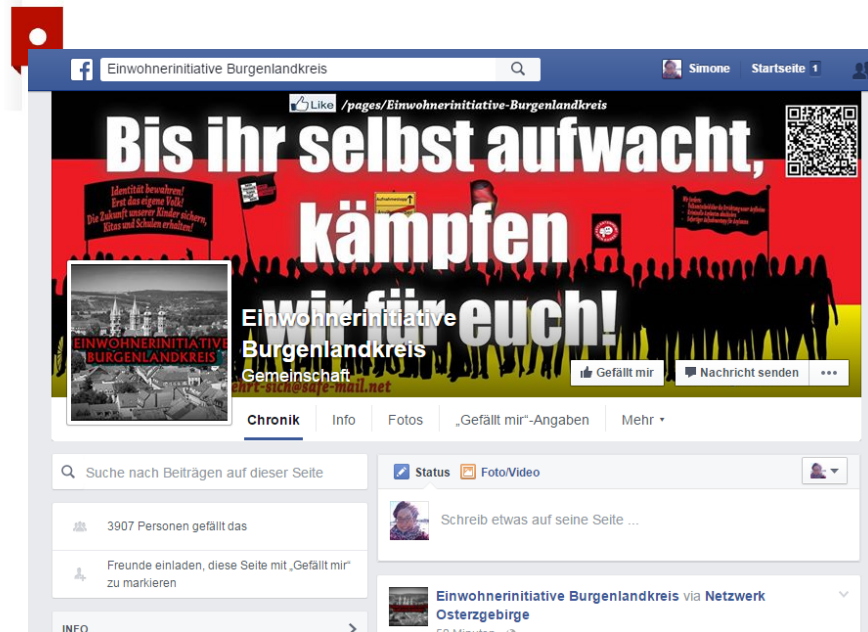 Einwohnerinitiative Burgenlandkreis
Simone
Startseite 1
Like /pages/Einwohnerinitiative-Burgenlandkreis
Bis ihr selbst aufwacht,
kämpfen
wir für euch!
Identität bewahren!
Erst das eigene Volk!
Die Zukunft unserer Kinder sichern,
Kitas und Schulen erhalten!
EINWOHNERINITIATIVE
BURGENLANDKREIS
Einwohnerinitiative
Burgenlandkreis
Gemeinschaft
ehrt-sich@safe-mail.net
Gefällt mir
Nachricht senden
Chronik
Info
Fotos
„Gefällt mir“-Angaben
Mehr
Suche nach Beiträgen auf dieser Seite
3907 Personen gefällt das
Freunde einladen, diese Seite mit „Gefällt mir“
zu markieren
INFO
Status
Foto/Video
Schreib etwas auf seine Seite ...
Einwohnerinitiative Burgenlandkreis via Netzwerk
Osterzgebirge